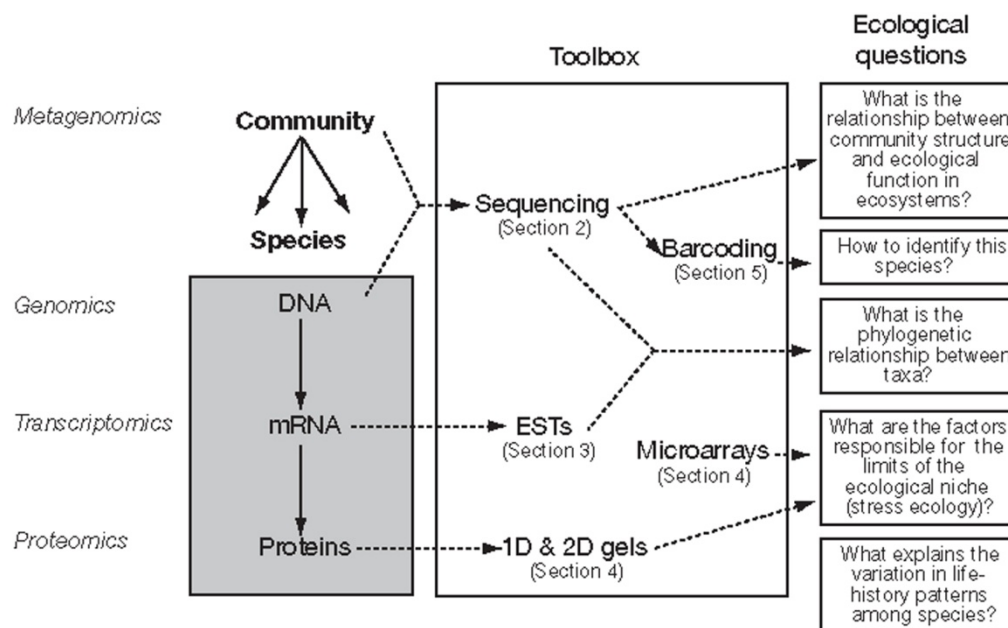 Ecological
questions
Toolbox
Metagenomics
Community
Species
Genomics
DNA
Transcriptomics
mRNA
Proteomics
Proteins
Sequencing
(Section 2)
Barcoding
(Section 5)
ESTs
(Section 3)
Microarrays
(Section 4)
1D & 2D gels
(Section 4)
What is the
relationship between
community structure
and ecological
function in
ecosystems?
How to identify this
species?
What is the
phylogenetic
relationship between
taxa?
What are the factors
responsible for the
limits of the
ecological niche
(stress ecology)?
What explains the
variation in life-
history patterns
among species?